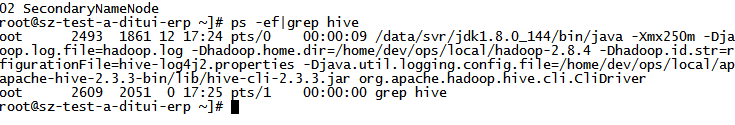 02 SecondaryNameNode
root@sz-test-a-ditui-erp ~]# ps -ef|grep hive
oot      2493  1861 12 17:24 pts/0    00:00:09 /data/svr/jdk1.8.0_144/bin/java -Xmx250m -Dja
oop.log.file=hadoop.log -Dhadoop.home.dir=/home/dev/ops/local/hadoop-2.8.4 -Dhadoop.id.str=r
figurationFile=hive-log4j2.properties -Djava.util.logging.config.file=/home/dev/ops/local/ap
apache-hive-2.3.3-bin/lib/hive-cli-2.3.3.jar org.apache.hadoop.hive.cli.CliDriver
oot      2609  2051  0 17:25 pts/1    00:00:00 grep hive
root@sz-test-a-ditui-erp ~]#